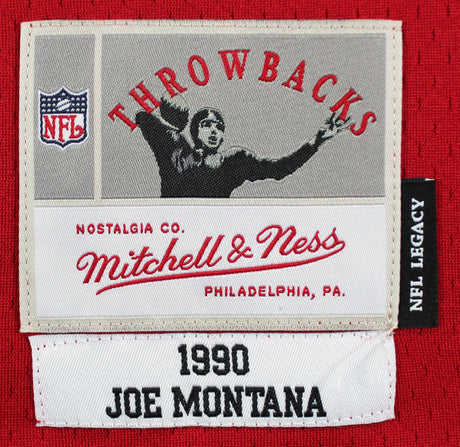 THROWBACKS
NFL
NOSTALGIA CO.
Mitchell & Ness
PHILADELPHIA, PA.
NFL LEGACY
1990
JOE MONTANA